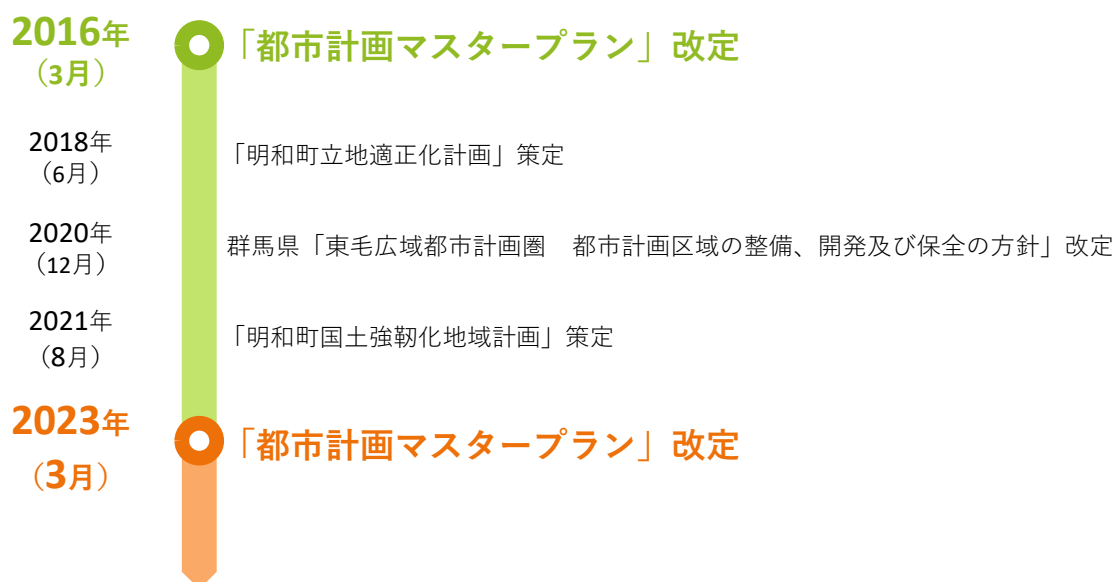 2016年
（3月）
「都市計画マスタープラン」改定
2018年
（6月）
「明和町立地適正化計画」策定
2020年
（12月）
群馬県「東毛広域都市計画圏　都市計画区域の整備、開発及び保全の方針」改定
2021年
（8月）
「明和町国土強靭化地域計画」策定
2023年
（3月）
「都市計画マスタープラン」改定